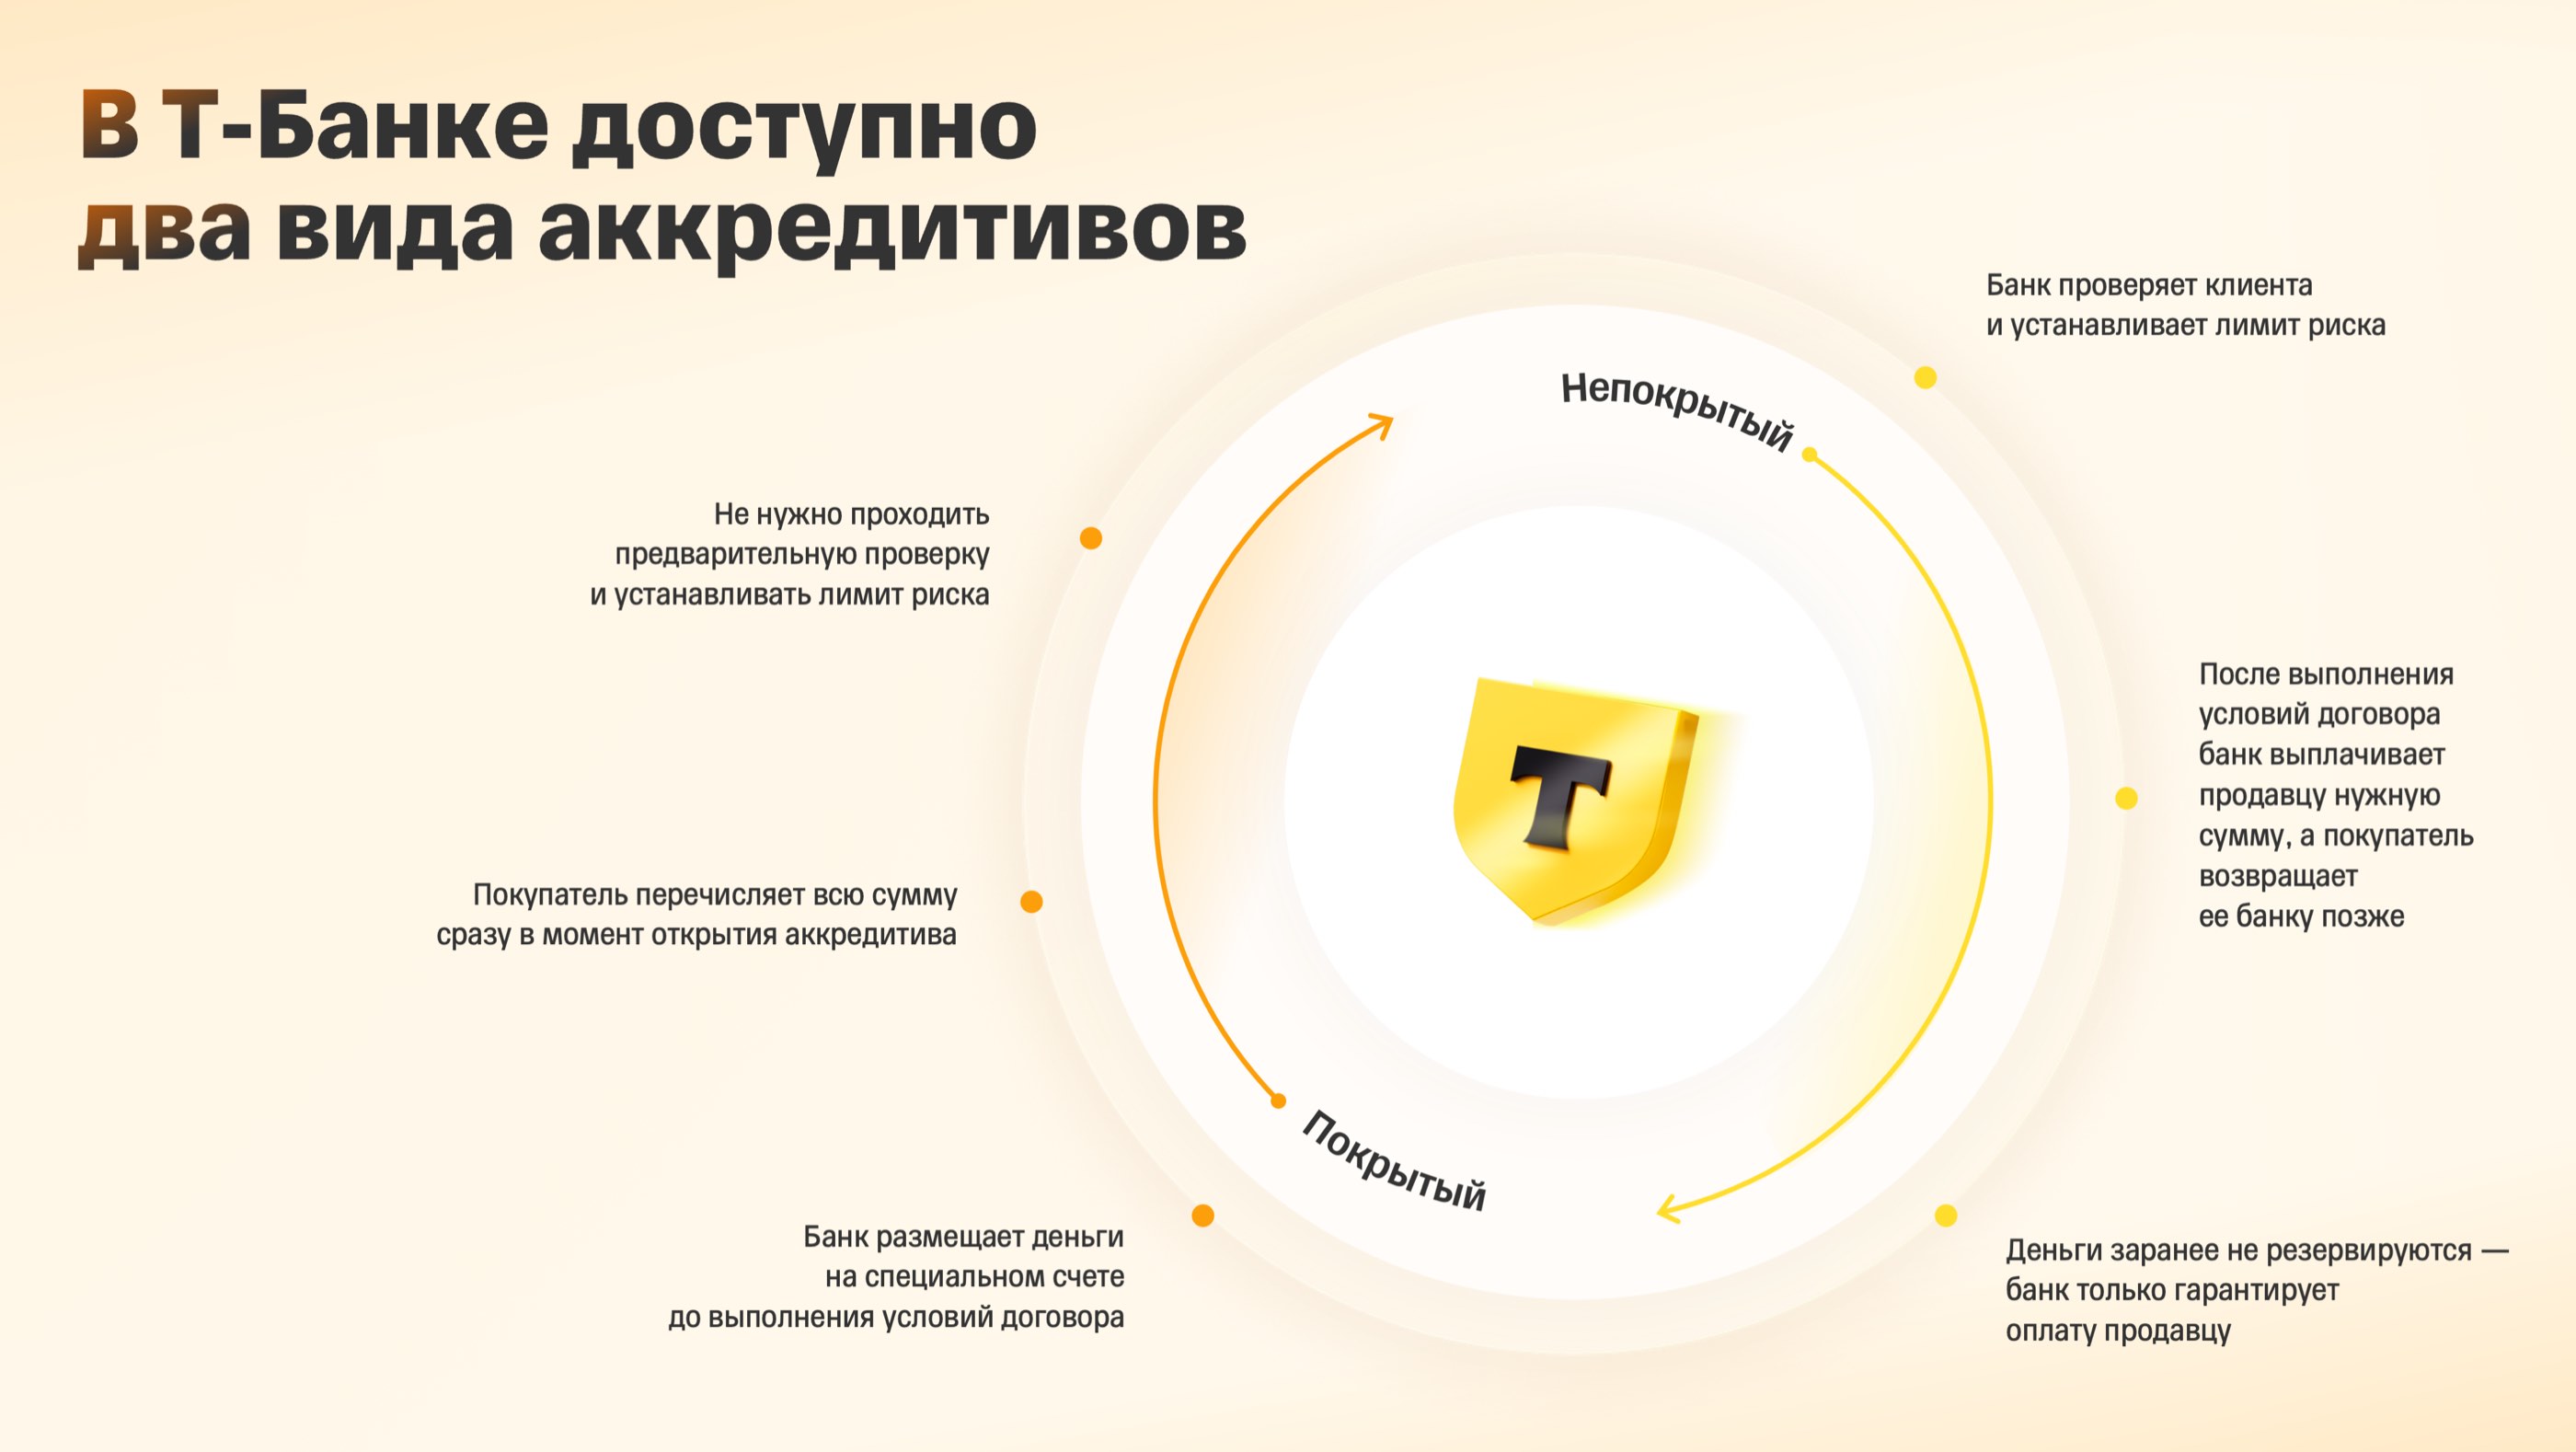 В Т-Банке доступно
два вида аккредитивов
Непокрытый
Банк проверяет клиента
и устанавливает лимит риска
После выполнения
условий договора
банк выплачивает
продавцу нужную
сумму, а покупатель
возвращает
ее банку позже
Деньги заранее не резервируются —
банк только гарантирует
оплату продавцу
Покрытый
Не нужно проходить
предварительную проверку
и устанавливать лимит риска
Покупатель перечисляет всю сумму
сразу в момент открытия аккредитива
Банк размещает деньги
на специальном счете
до выполнения условий договора
Т